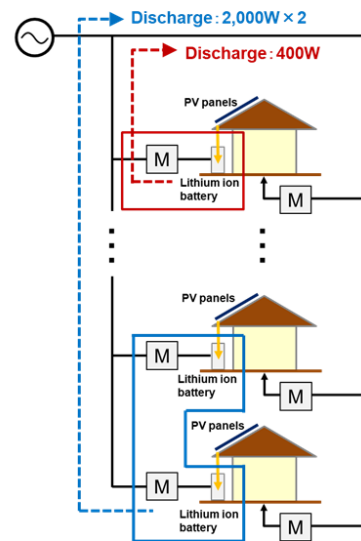 Discharge：2,000W×2
Discharge：400W
PV panels
M
Lithium ion
battery
M
PV panels
M
Lithium ion
battery
M
PV panels
M
Lithium ion
battery
M